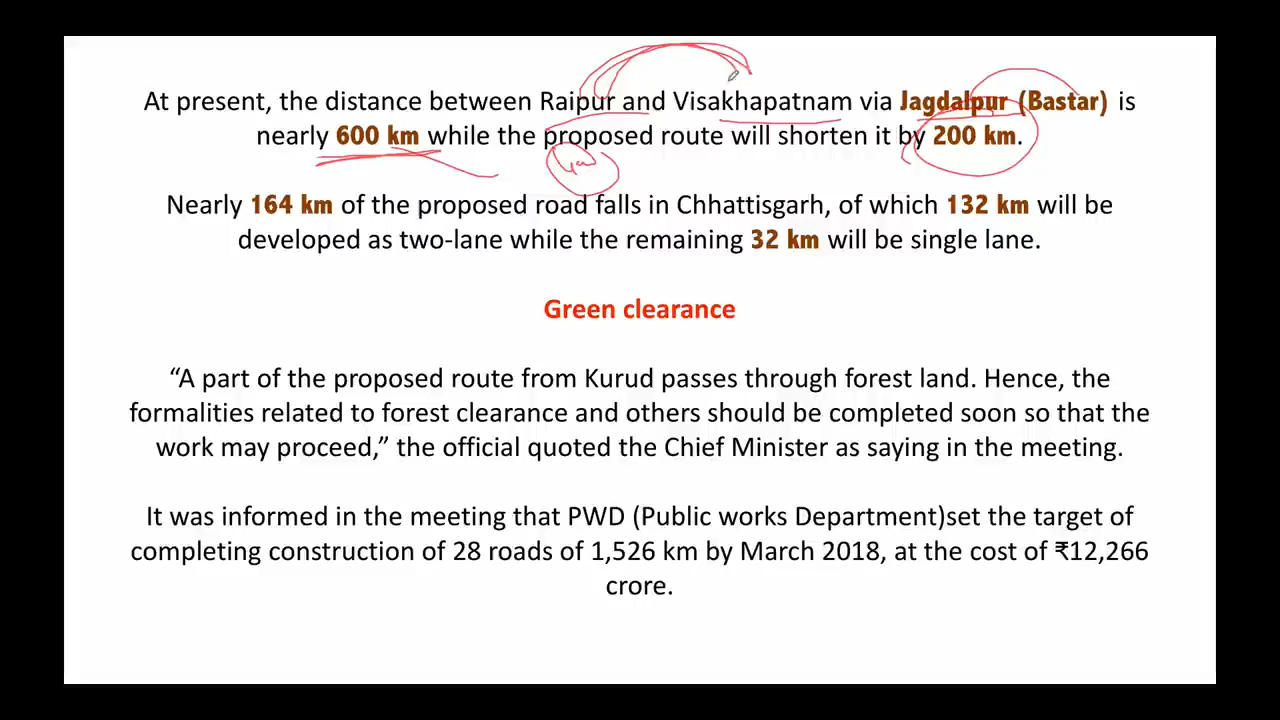 At present, the distance between Raipur and Visakhapatnam via Jagdalpur (Bastar) is
nearly 600 km while the proposed route will shorten it by 200 km.
Nearly 164 km of the proposed road falls in Chhattisgarh, of which 132 km will be
developed as two-lane while the remaining 32 km will be single lane.
Green clearance
“A part of the proposed route from Kurud passes through forest land. Hence, the
formalities related to forest clearance and others should be completed soon so that the
work may proceed,” the official quoted the Chief Minister as saying in the meeting.
It was informed in the meeting that PWD (Public works Department)set the target of
completing construction of 28 roads of 1,526 km by March 2018, at the cost of ₹12,266
crore.